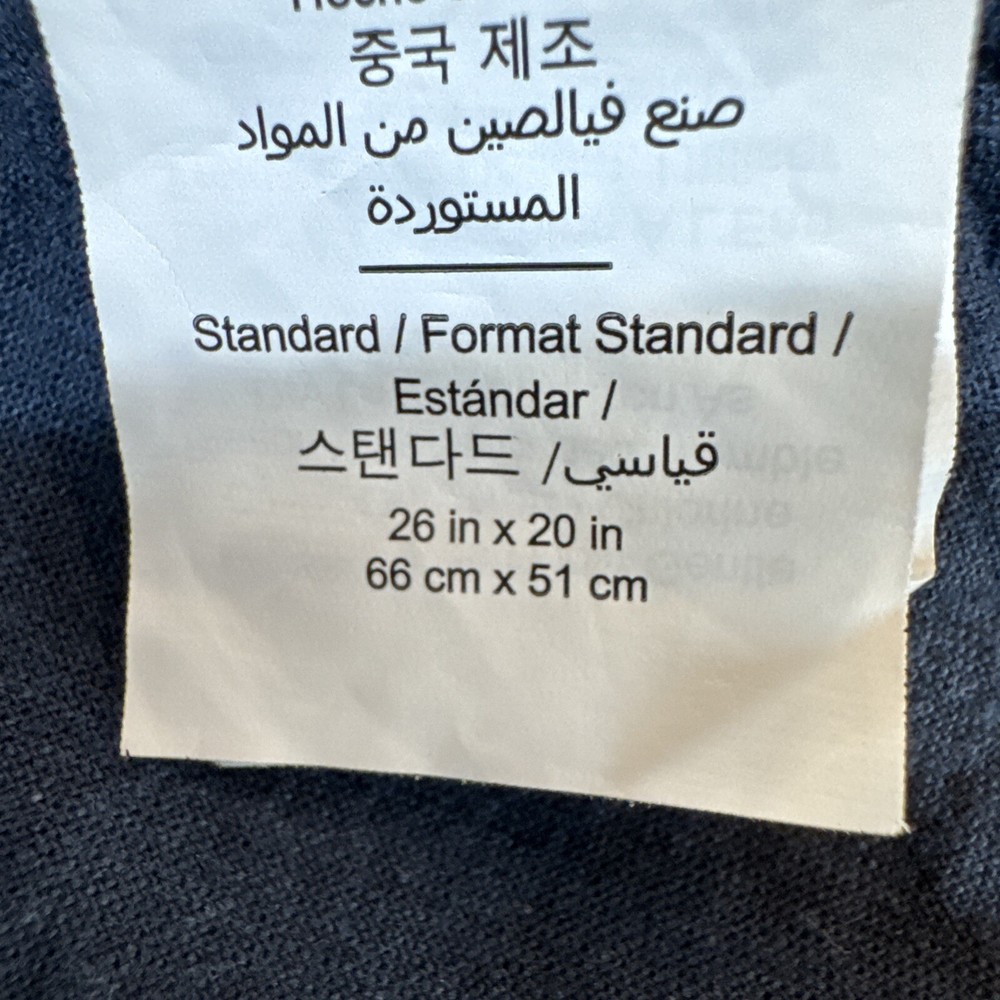 중국 제조
صنع فيالصين من المواد
المستوردة
Standard / Format Standard /
Estándar /
스탠다드 /قياسي
26 in x 20 in
66 cm x 51 cm